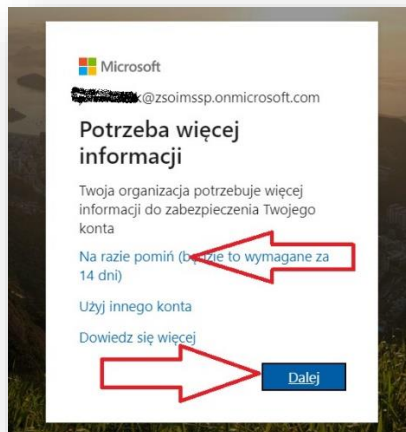 Microsoft
k@zsoimssp.onmicrosoft.com
Potrzeba więcej
informacji
Twoja organizacja potrzebuje więcej
informacji do zabezpieczenia Twojego
konta
Na razie pomiń (będzie to wymagane za
14 dni)
Użyj innego konta
Dowiedz się więcej
Dalej